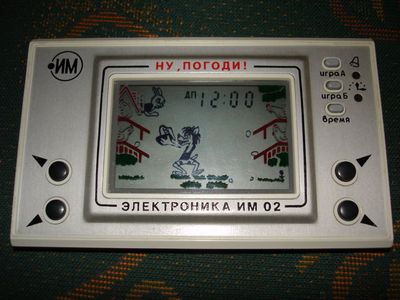 ИМ
НУ, ПОГОДИ!
игра А
игра Б
время
ДП 12:00
ЭЛЕКТРОНИКА ИМ 02